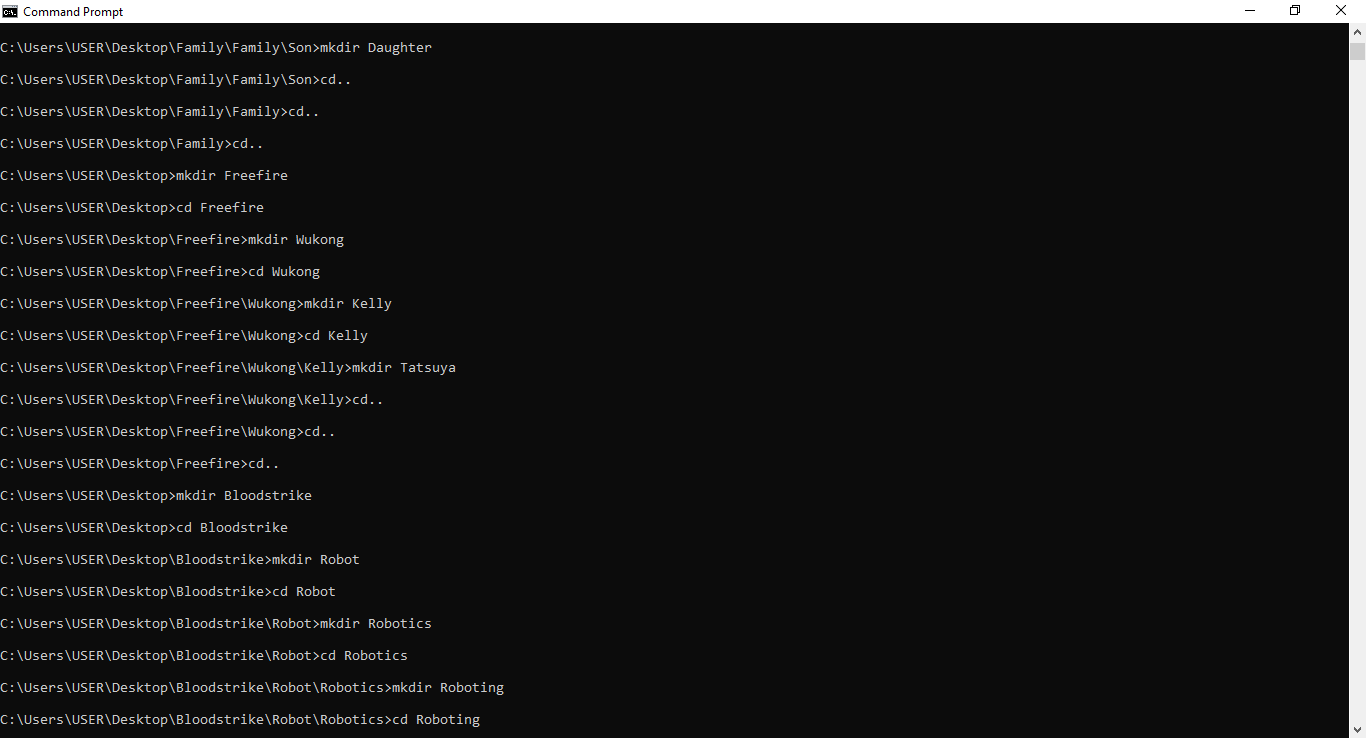 Command Prompt
C:\Users\USER\Desktop\Family\Family\Son>mkdir Daughter
C:\Users\USER\Desktop\Family\Family\Son>cd..
C:\Users\USER\Desktop\Family\Family>cd..
C:\Users\USER\Desktop\Family>cd..
C:\Users\USER\Desktop>mkdir Freefire
C:\Users\USER\Desktop>cd Freefire
C:\Users\USER\Desktop\Freefire>mkdir Wukong
C:\Users\USER\Desktop\Freefire>cd Wukong
C:\Users\USER\Desktop\Freefire\Wukong>mkdir Kelly
C:\Users\USER\Desktop\Freefire\Wukong>cd Kelly
C:\Users\USER\Desktop\Freefire\Wukong\Kelly>mkdir Tatsuya
C:\Users\USER\Desktop\Freefire\Wukong\Kelly>cd..
C:\Users\USER\Desktop\Freefire\Wukong>cd..
C:\Users\USER\Desktop\Freefire>cd..
C:\Users\USER\Desktop>mkdir Bloodstrike
C:\Users\USER\Desktop>cd Bloodstrike
C:\Users\USER\Desktop\Bloodstrike>mkdir Robot
C:\Users\USER\Desktop\Bloodstrike>cd Robot
C:\Users\USER\Desktop\Bloodstrike\Robot>mkdir Robotics
C:\Users\USER\Desktop\Bloodstrike\Robot>cd Robotics
C:\Users\USER\Desktop\Bloodstrike\Robot\Robotics>mkdir Roboting
C:\Users\USER\Desktop\Bloodstrike\Robot\Robotics>cd Roboting